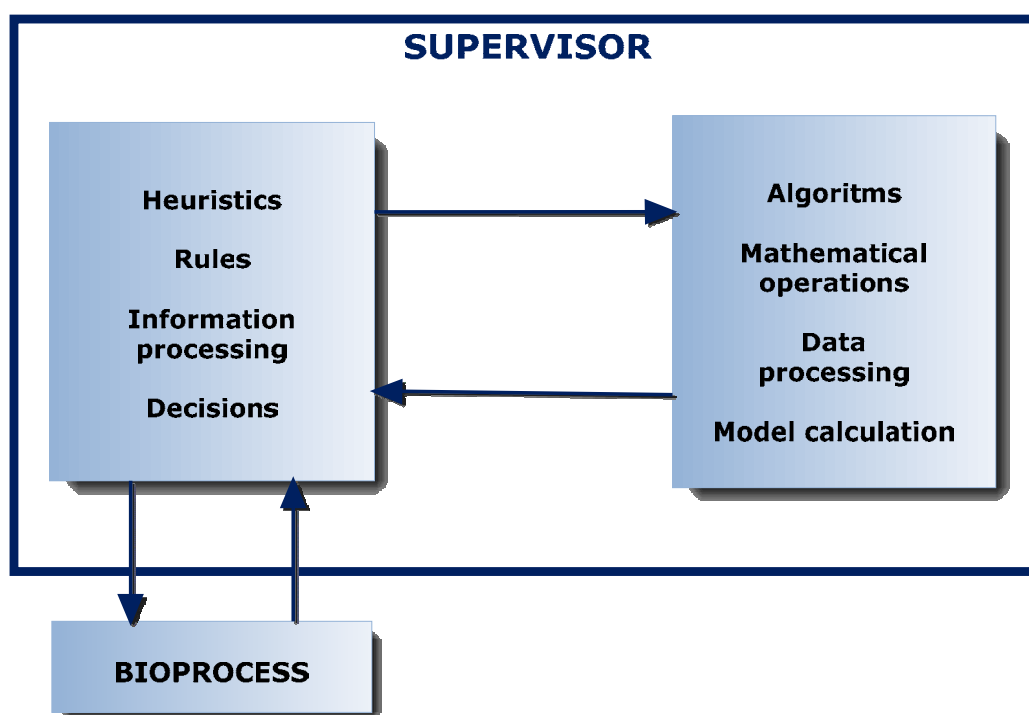 SUPERVISOR
Heuristics
Rules
Information
processing
Decisions
Algoritms
Mathematical
operations
Data
processing
Model calculation
BIOPROCESS